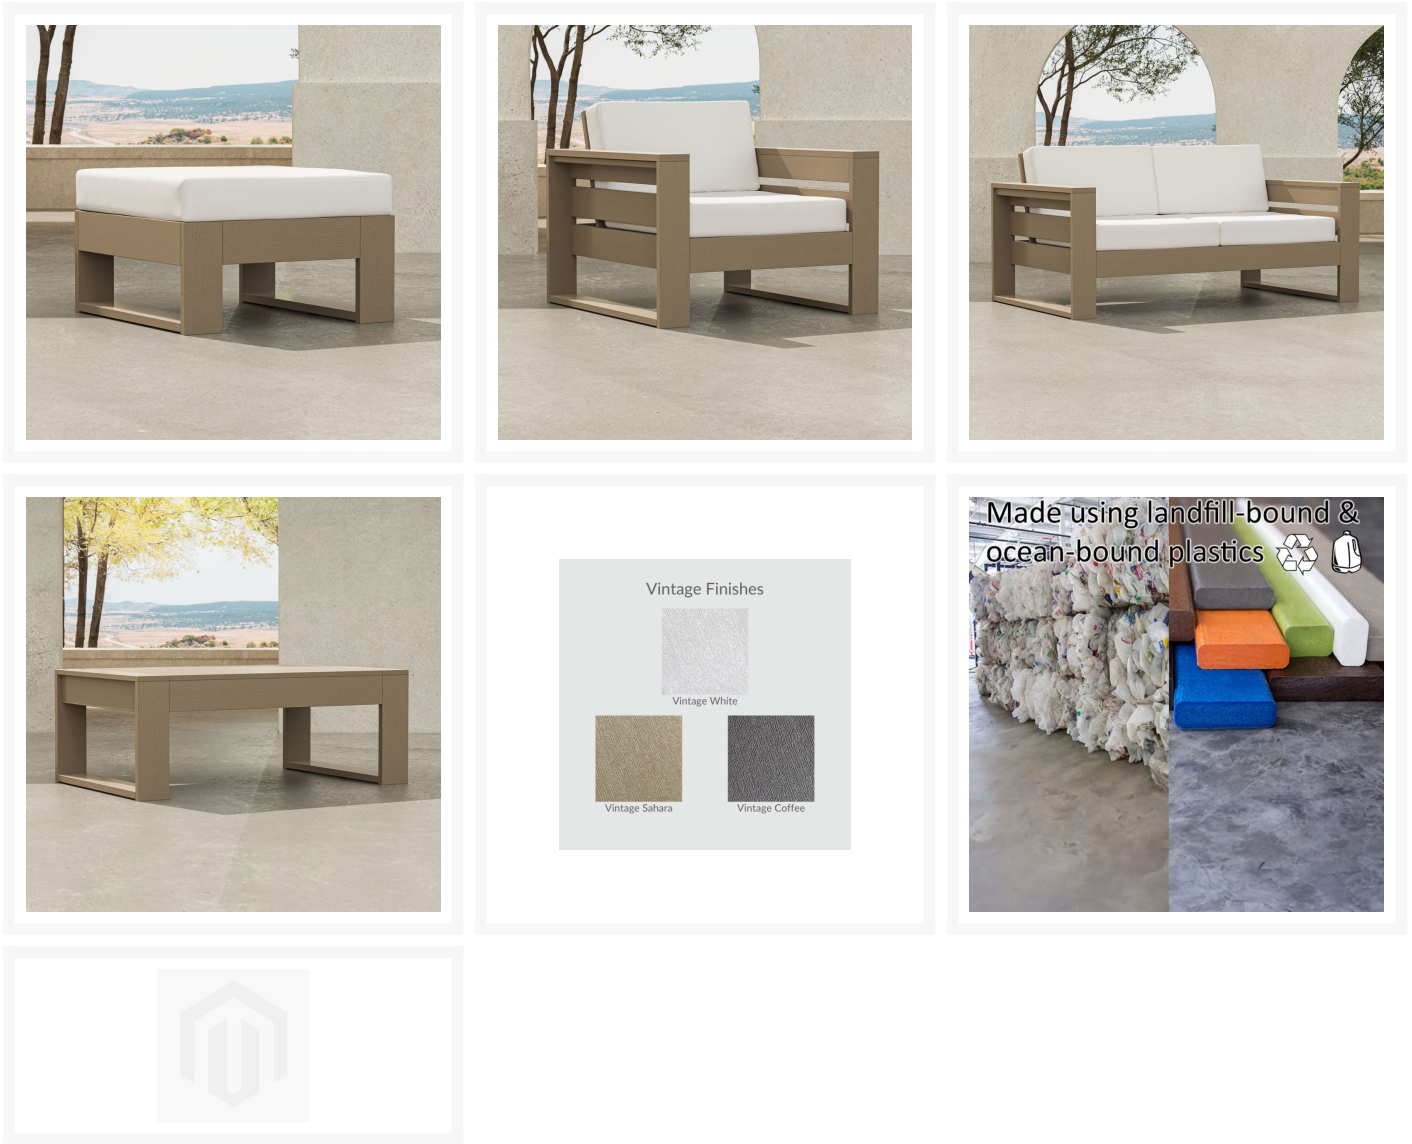 Made using landfill-bound &
ocean-bound plastics
Vintage Finishes
Vintage White
Vintage Sahara
Vintage Coffee